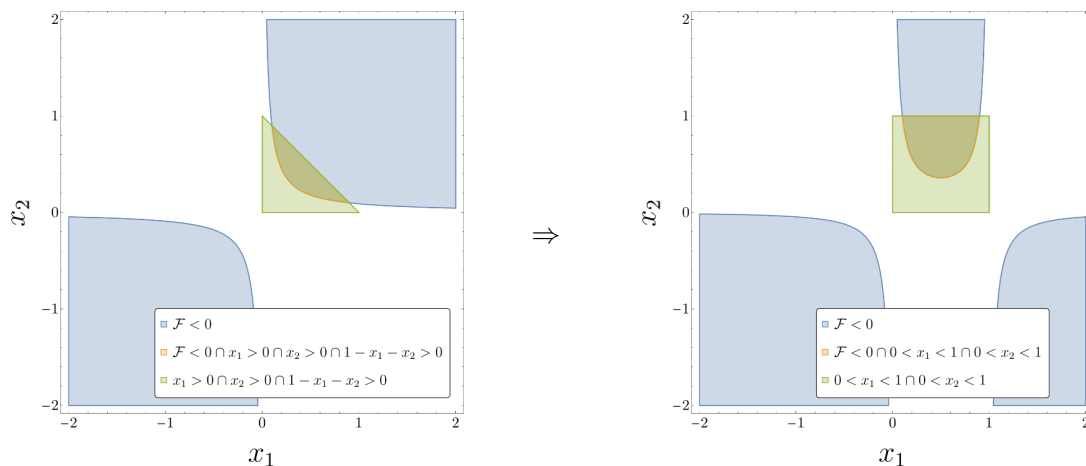 2
1
0
−1
−2
−2
−1
0
1
2
x₂
x₁
ℱ < 0
ℱ < 0 ∩ x₁ > 0 ∩ x₂ > 0 ∩ 1 − x₁ − x₂ > 0
x₁ > 0 ∩ x₂ > 0 ∩ 1 − x₁ − x₂ > 0
⇒
2
1
0
−1
−2
−2
−1
0
1
2
x₂
x₁
ℱ < 0
ℱ < 0 ∩ 0 < x₁ < 1 ∩ 0 < x₂ < 1
0 < x₁ < 1 ∩ 0 < x₂ < 1